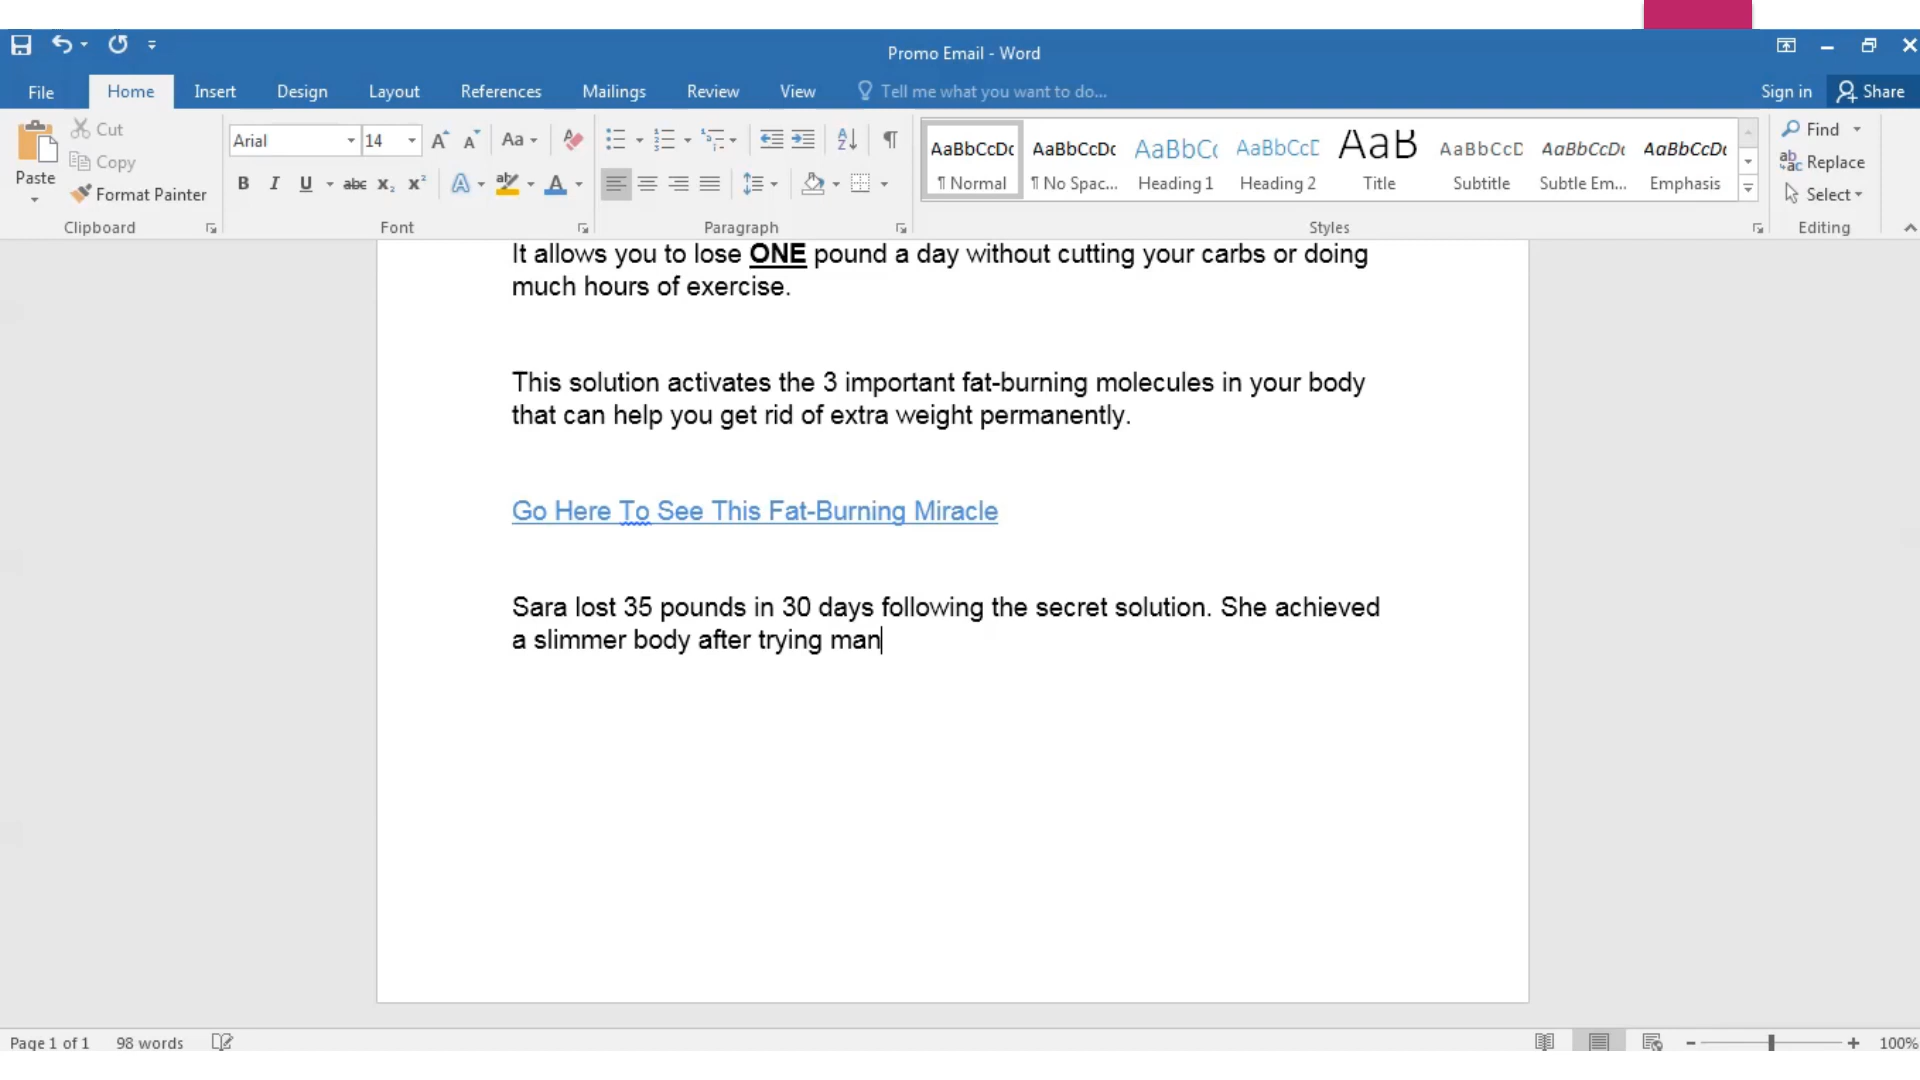 Promo Email - Word
File Home Insert Design Layout References Mailings Review View Tell me what you want to do... Sign in Share
Paste
Cut
Copy
Format Painter
Clipboard
Arial 14
Aa
B I U abc X₂ X²
A ab A
Font
Paragraph
AaBbCcDc ¶ Normal
AaBbCcDc ¶ No Spac...
AaBbCc Heading 1
AaBbCcD Heading 2
AaB Title
AaBbCcD Subtitle
AaBbCcDc Subtle Em...
AaBbCcDc Emphasis
Styles
Find
Replace
Select
Editing
It allows you to lose ONE pound a day without cutting your carbs or doing
much hours of exercise.
This solution activates the 3 important fat-burning molecules in your body
that can help you get rid of extra weight permanently.
Go Here To See This Fat-Burning Miracle
Sara lost 35 pounds in 30 days following the secret solution. She achieved
a slimmer body after trying man
Page 1 of 1 98 words 100%